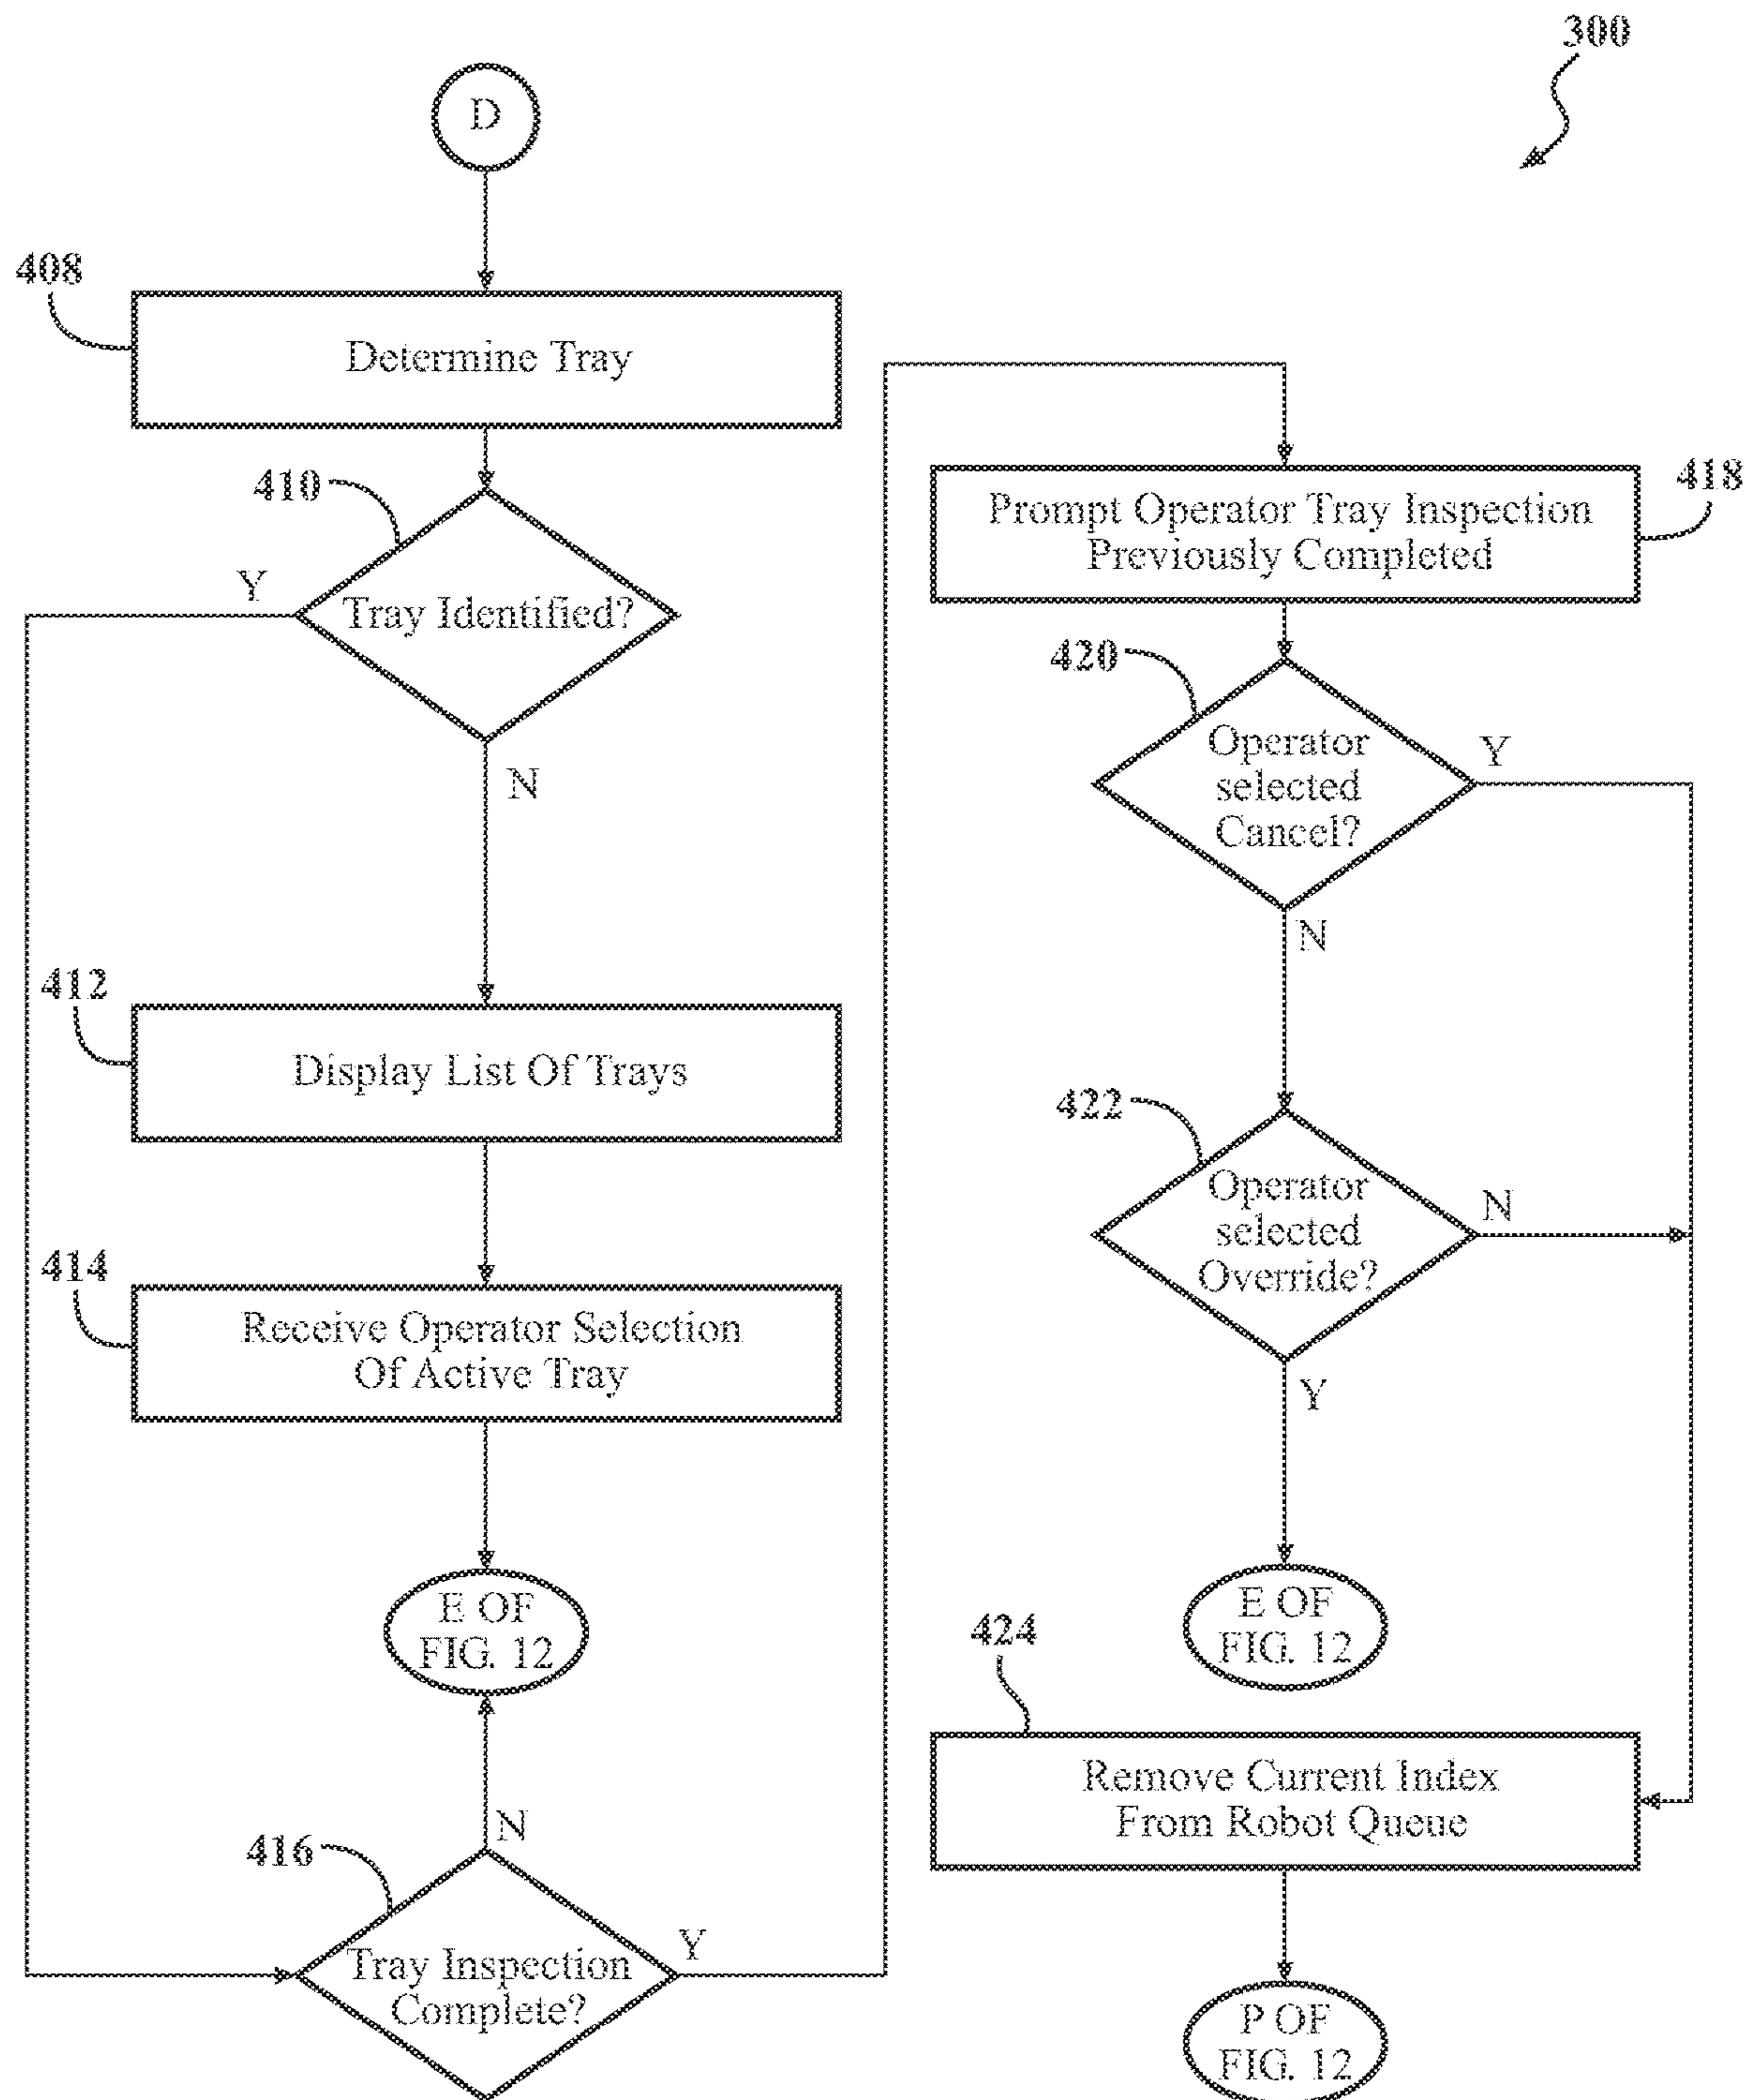 300
D
408
Determine Tray
410
Y
Tray Identified?
N
412
Display List Of Trays
414
Receive Operator Selection
Of Active Tray
E OF
FIG. 12
N
416
Tray Inspection
Complete?
Y
418
Prompt Operator Tray Inspection
Previously Completed
420
Operator
selected
Cancel?
Y
N
422
Operator
selected
Override?
N
Y
E OF
FIG. 12
424
Remove Current Index
From Robot Queue
P OF
FIG. 12